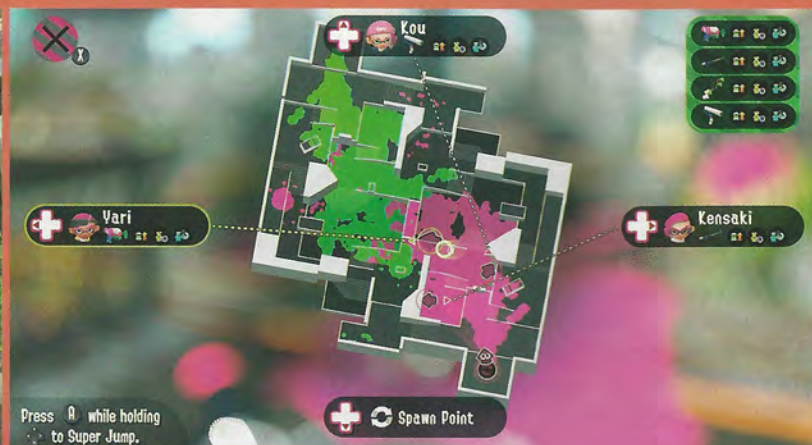 Kou
X
Yari
Kensaki
Press A while holding
to Super Jump.
Spawn Point